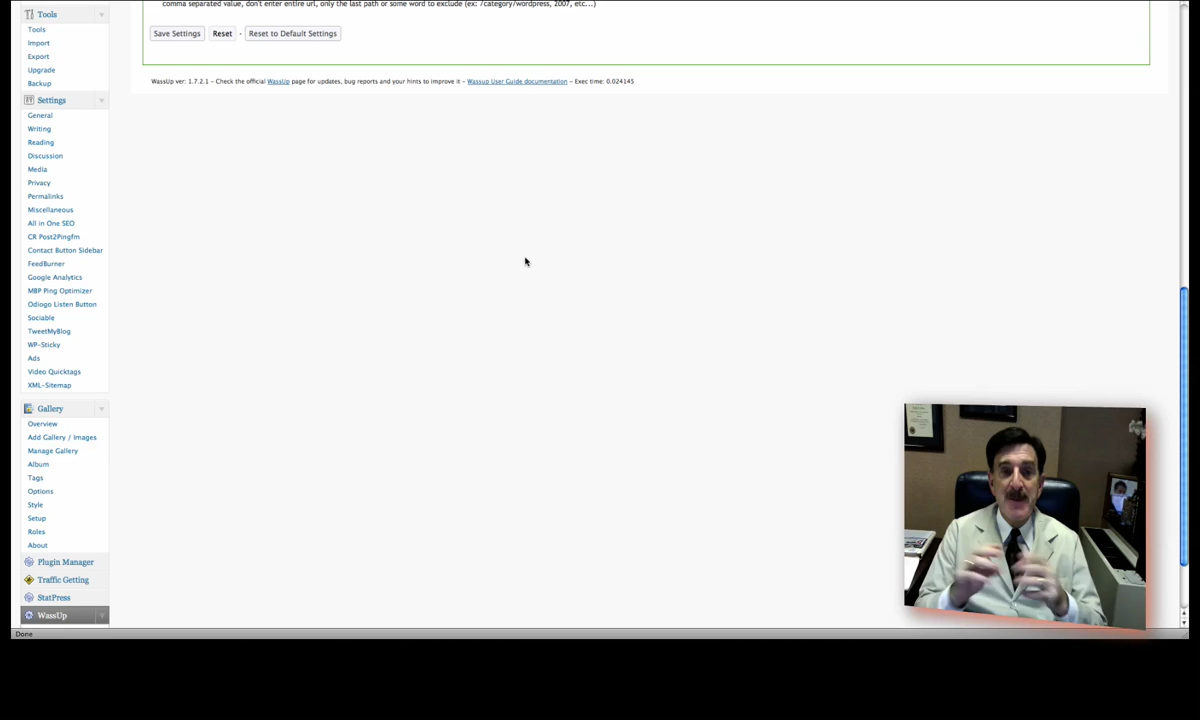 Tools
Tools
Import
Export
Upgrade
Backup
Settings
General
Writing
Reading
Discussion
Media
Privacy
Permalinks
Miscellaneous
All in One SEO
CR Post2Pingfm
Contact Button Sidebar
FeedBurner
Google Analytics
MBP Ping Optimizer
Odiogo Listen Button
Sociable
TweetMyBlog
WP-Sticky
Ads
Video Quicktags
XML-Sitemap
Gallery
Overview
Add Gallery / Images
Manage Gallery
Album
Tags
Options
Style
Setup
Roles
About
Plugin Manager
Traffic Getting
StatPress
WassUp
comma separated value, don't enter entire url, only the last path or some word to exclude (ex: /category/wordpress, 2007, etc...)
Save Settings Reset - Reset to Default Settings
WassUp ver: 1.7.2.1 - Check the official WassUp page for updates, bug reports and your hints to improve it - Wassup User Guide documentation - Exec time: 0.024145
Done